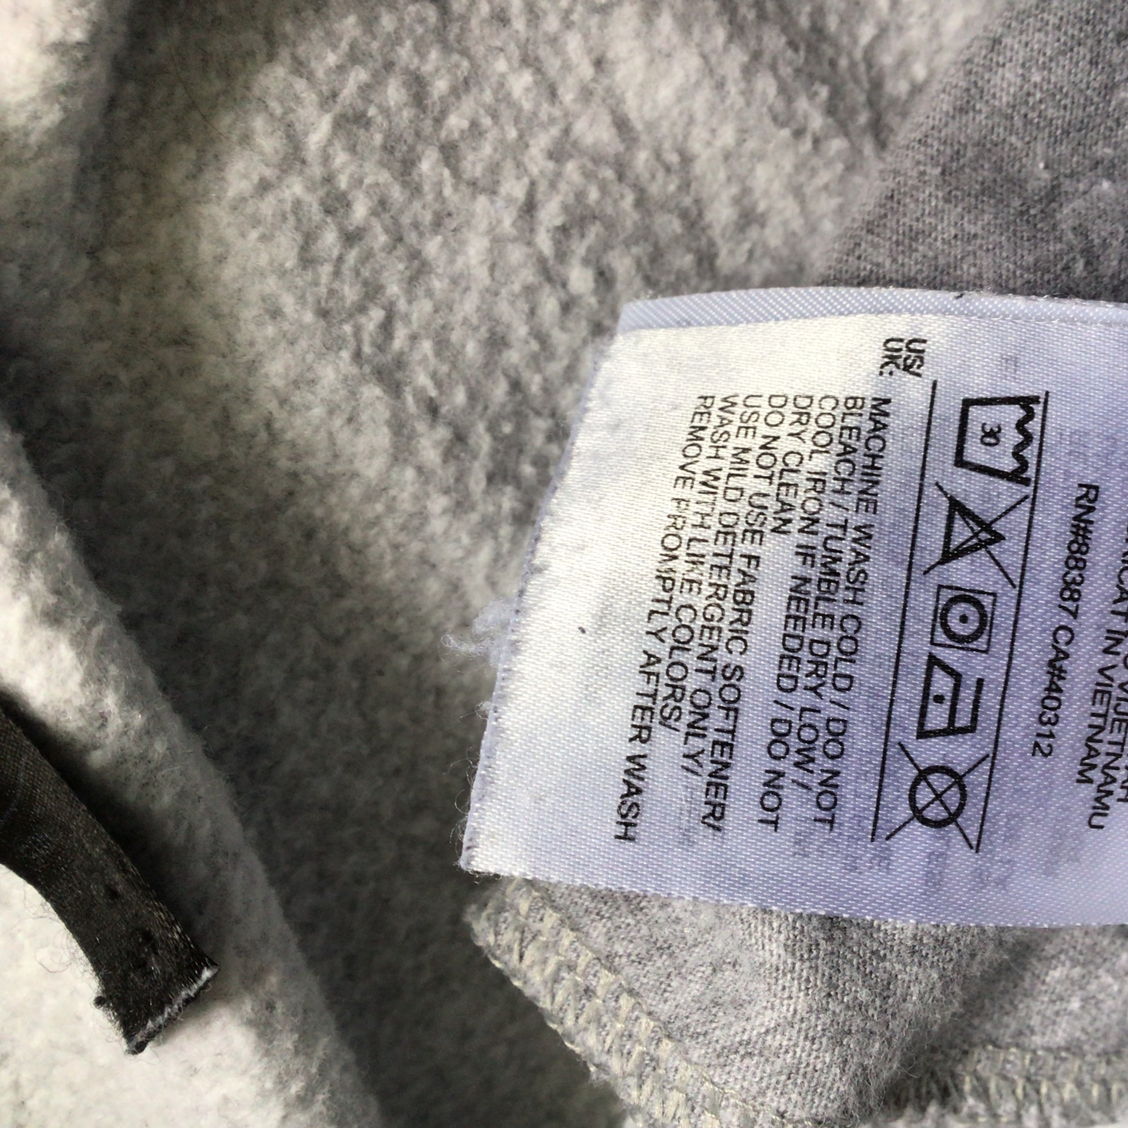 IN VIETNAM
RN#88387 CA#40312
30
US/
UK: MACHINE WASH COLD / DO NOT
BLEACH / TUMBLE DRY LOW /
COOL IRON IF NEEDED / DO NOT
DRY CLEAN
DO NOT USE FABRIC SOFTENER/
USE MILD DETERGENT ONLY/
WASH WITH LIKE COLORS/
REMOVE PROMPTLY AFTER WASH